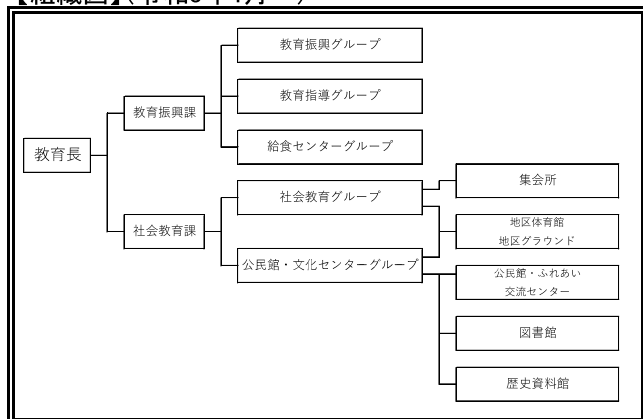 教育振興グループ
教育振興課
教育指導グループ
給食センターグループ
教育長
社会教育課
社会教育グループ
公民館・文化センターグループ
集会所
地区体育館
地区グラウンド
公民館・ふれあい
交流センター
図書館
歴史資料館